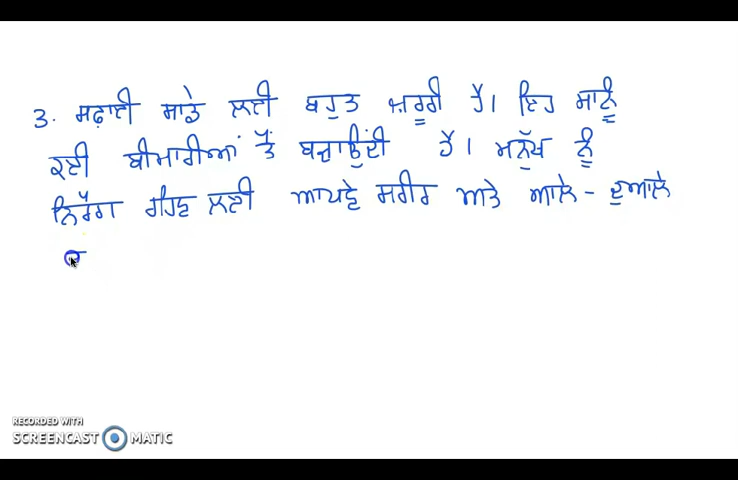 3. ਸਫ਼ਾਈ ਸਾਡੇ ਲਈ ਬਹੁਤ ਜ਼ਰੂਰੀ ਹੈ। ਇਹ ਸਾਨੂੰ
ਕਈ ਬੀਮਾਰੀਆਂ ਤੋਂ ਬਚਾਉਂਦੀ ਹੈ। ਮਨੁੱਖ ਨੂੰ
ਨਿਰੋਗ ਰਹਿਣ ਲਈ ਆਪਣੇ ਸਰੀਰ ਅਤੇ ਆਲੇ-ਦੁਆਲੇ
RECORDED WITH
SCREENCAST MATIC